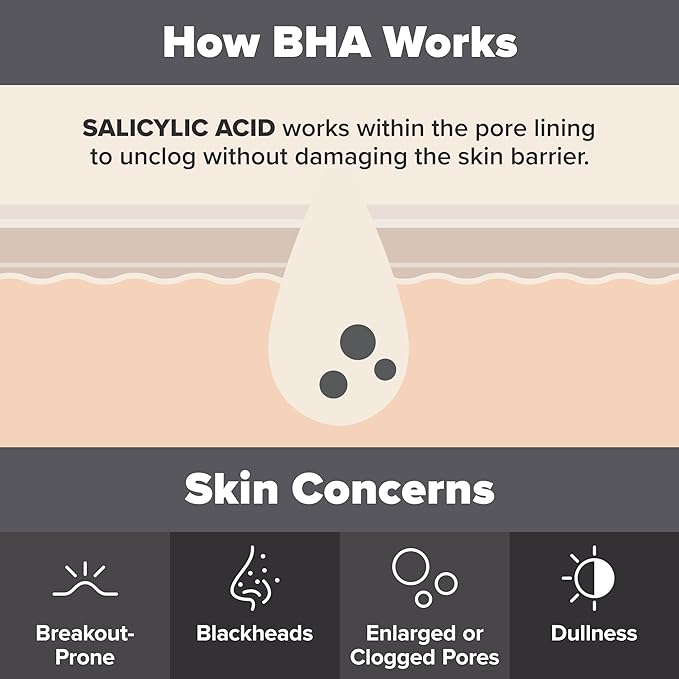 How BHA Works
SALICYLIC ACID works within the pore lining
to unclog without damaging the skin barrier.
Skin Concerns
Breakout-
Prone
Blackheads
Enlarged or
Clogged Pores
Dullness